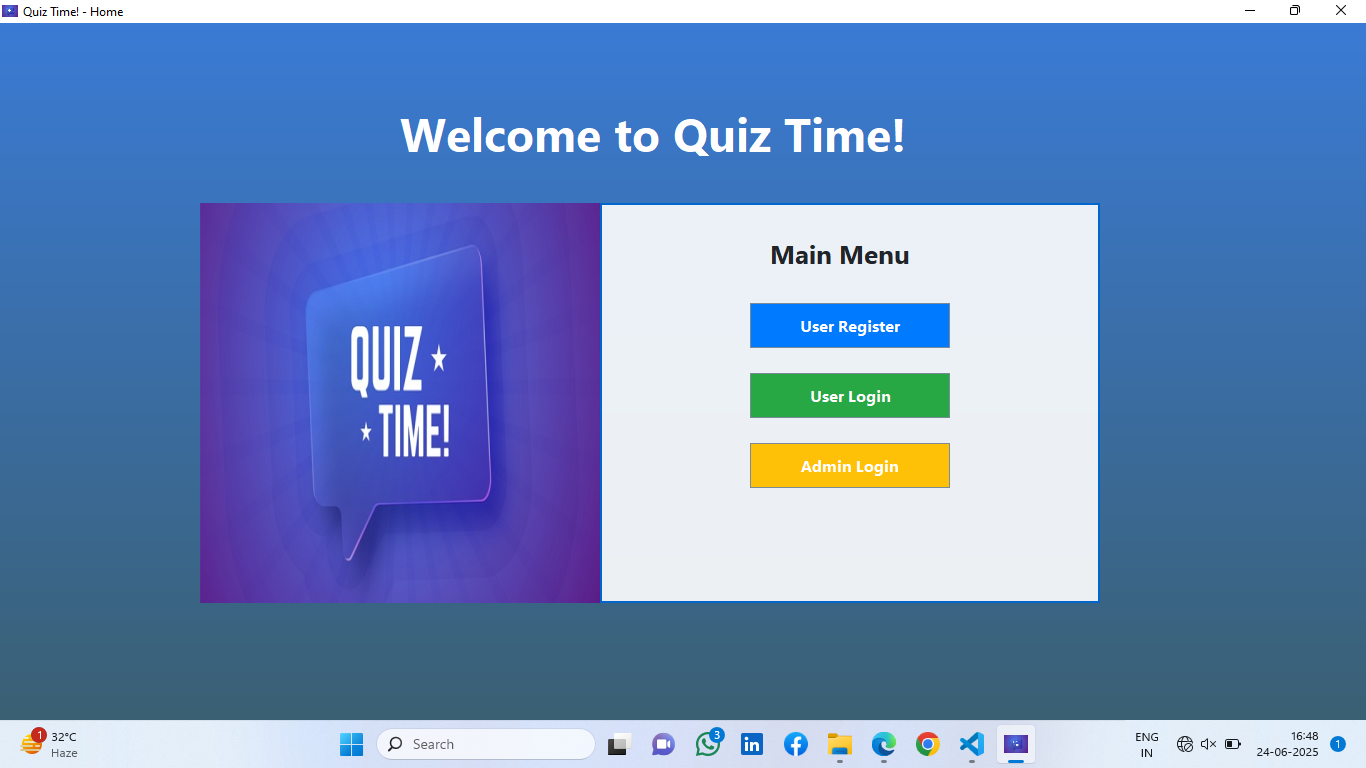 Quiz Time! - Home
Welcome to Quiz Time!
QUIZ
TIME!
Main Menu
User Register
User Login
Admin Login
1
32°C
Haze
Search
3
ENG
IN
16:48
24-06-2025
1